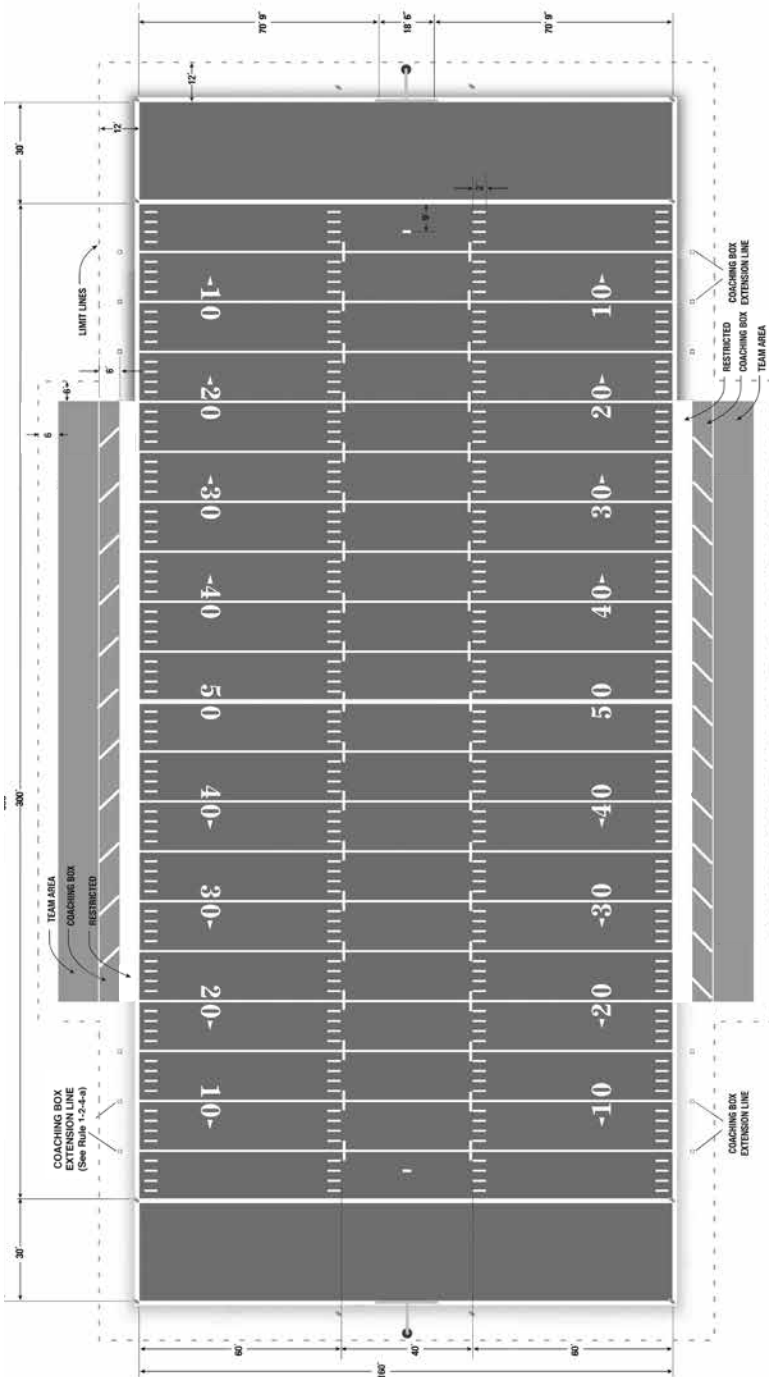 70' 9"
18' 6"
70' 9"
12'
30'
12'
2'
9'
LIMIT LINES
COACHING BOX
EXTENSION LINE
6'
6'
6
RESTRICTED
COACHING BOX
TEAM AREA
10 20 30 40 50 40 30 20 10
10 20 30 40 50 40 30 20 10
300'
TEAM AREA
COACHING BOX
RESTRICTED
COACHING BOX
EXTENSION LINE
(See Rule 1-2-4-a)
COACHING BOX
EXTENSION LINE
30'
60'
40'
60'
160'